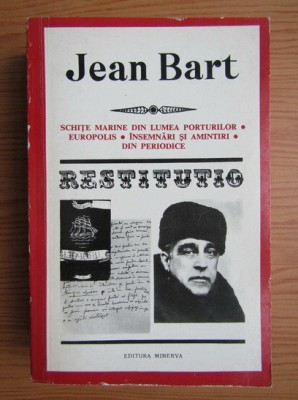 Jean Bart
SCHIȚE MARINE DIN LUMEA PORTURILOR •
EUROPOLIS • ÎNSEMNĂRI ȘI AMINTIRI •
DIN PERIODICE
RESTITUTIO
EDITURA MINERVA